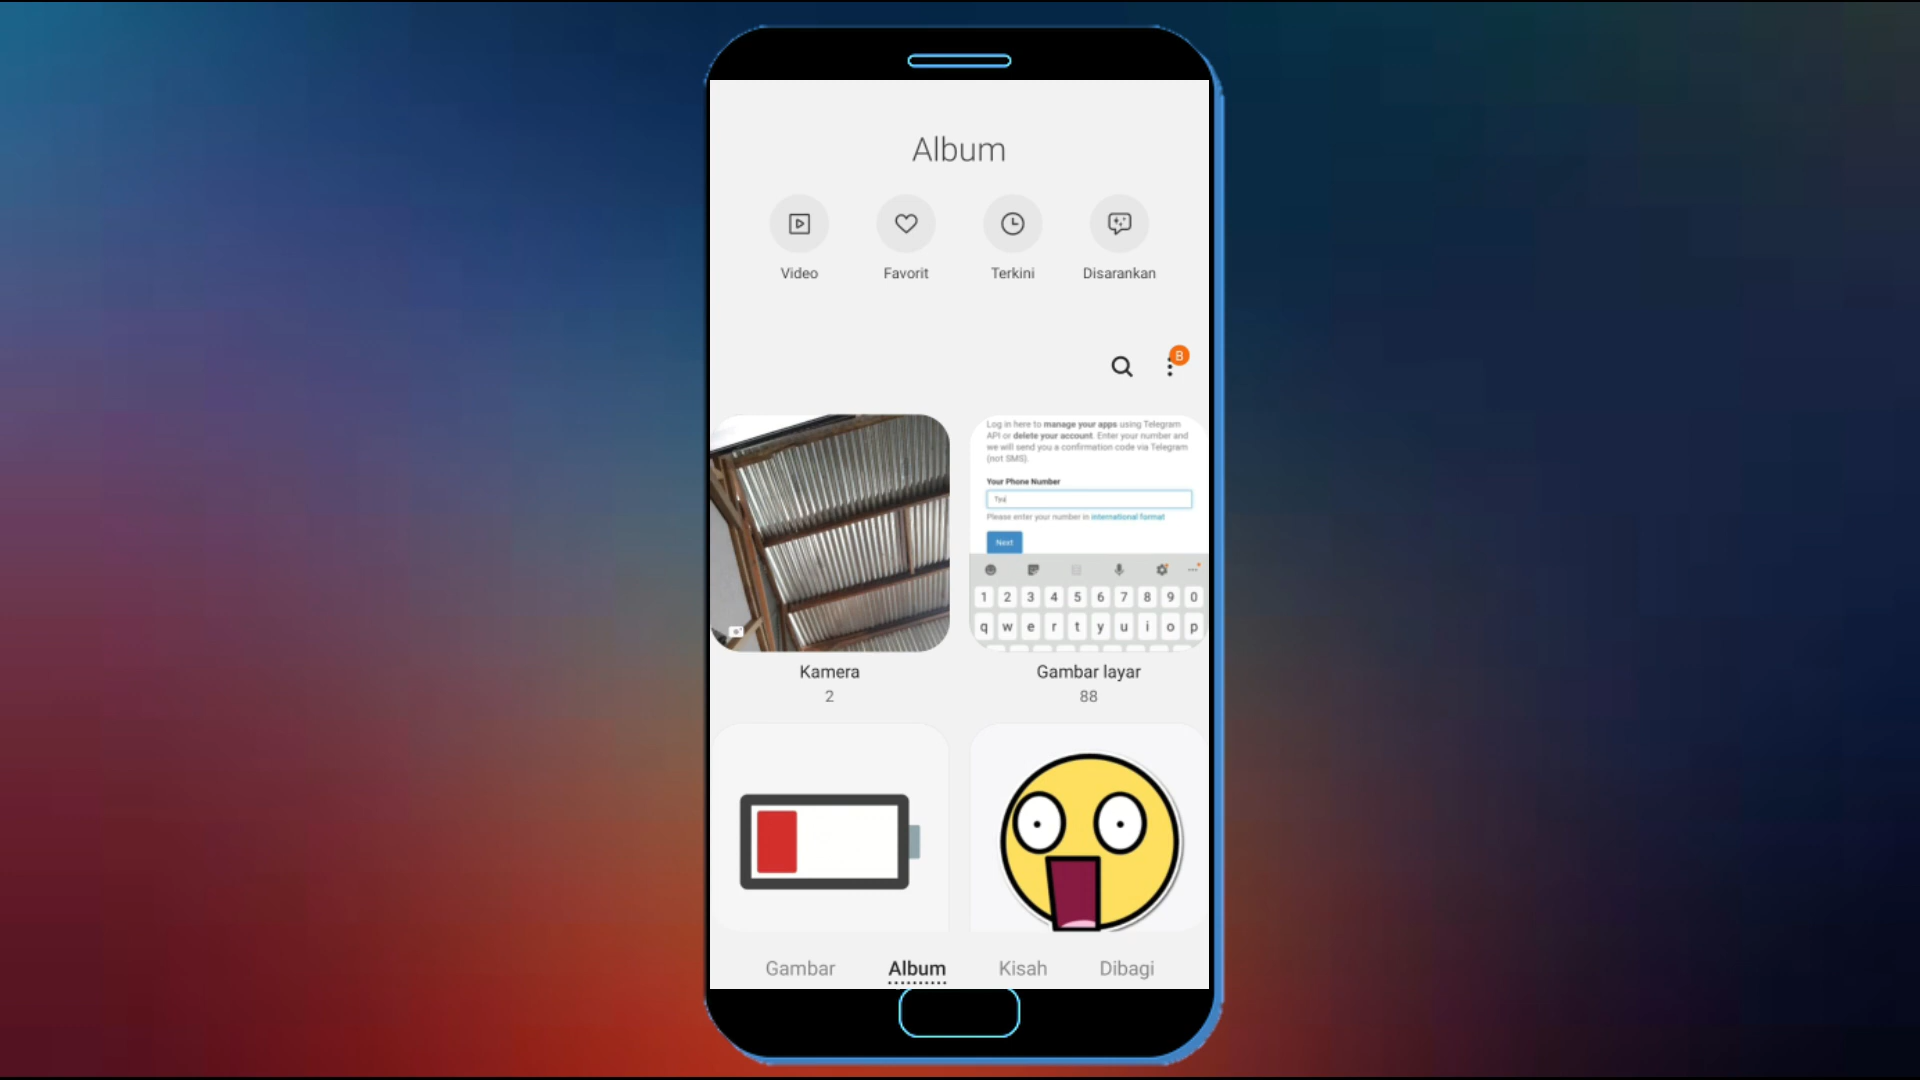 Album
Video
Favorit
Terkini
Disarankan
B
Log in here to manage your apps using Telegram
API or delete your account. Enter your number and
we will send you a confirmation code via Telegram
(not SMS).
Your Phone Number
Please enter your number in international format
Next
1 2 3 4 5 6 7 8 9 0
q w e r t y u i o p
Kamera
2
Gambar layar
88
Gambar
Album
Kisah
Dibagi